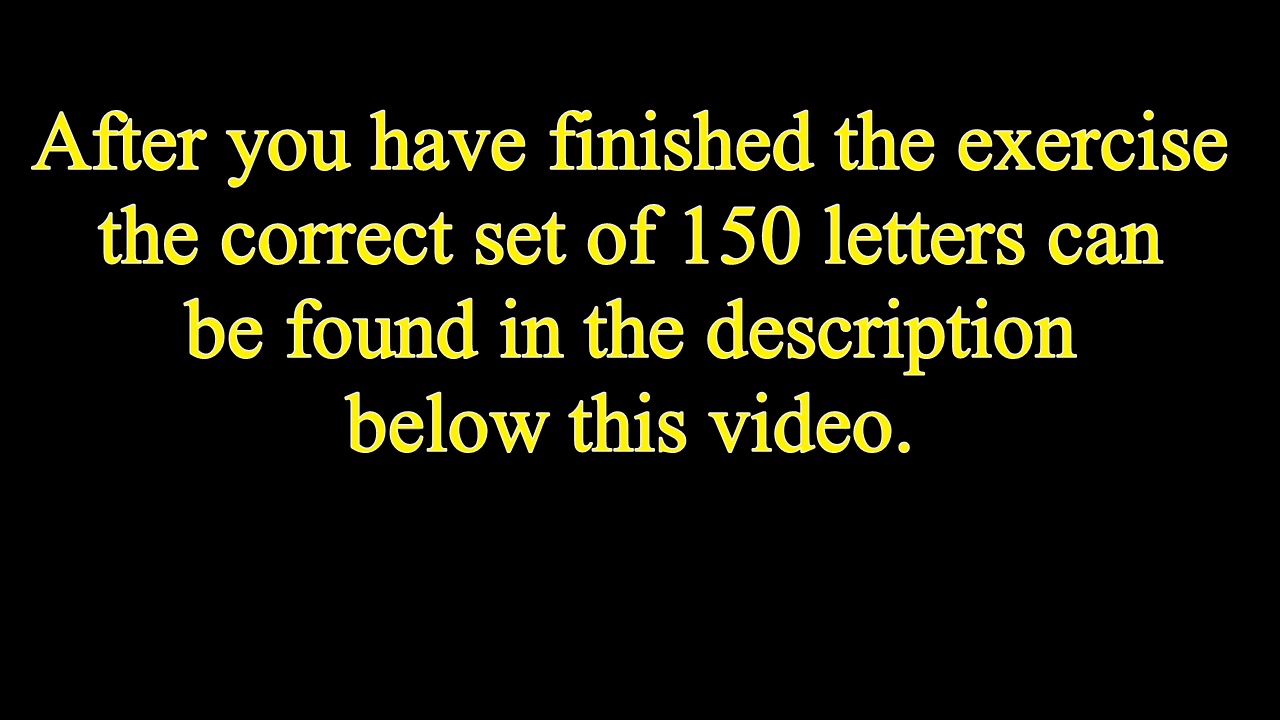 After you have finished the exercise
the correct set of 150 letters can
be found in the description
below this video.